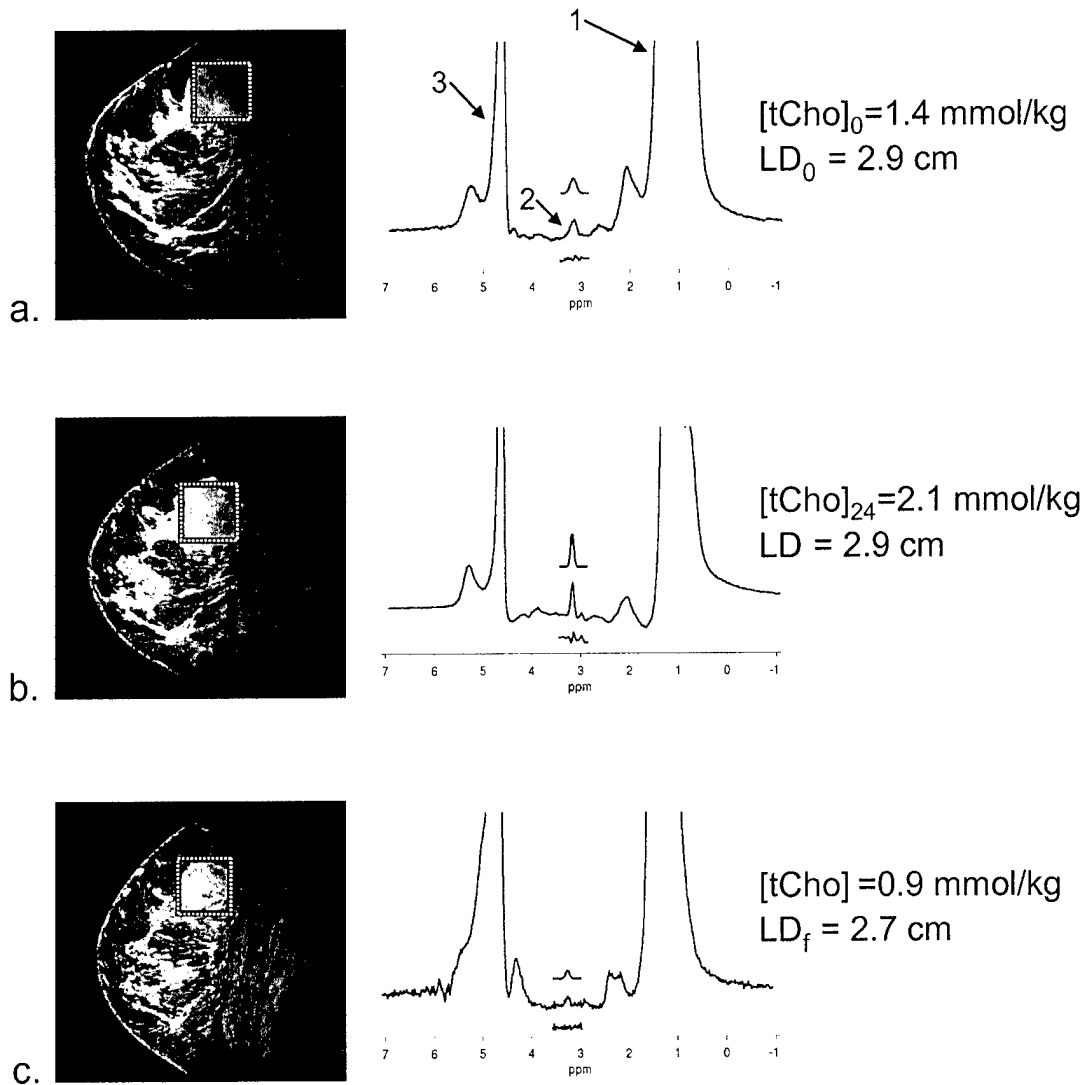 1
3
2
[tCho]₀=1.4 mmol/kg
LD₀ = 2.9 cm
7 6 5 4 3 2 1 0 -1
ppm
a.
[tCho]₂₄=2.1 mmol/kg
LD = 2.9 cm
7 6 5 4 3 2 1 0 -1
ppm
b.
[tCho] =0.9 mmol/kg
LD_f = 2.7 cm
7 6 5 4 3 2 1 0 -1
ppm
c.